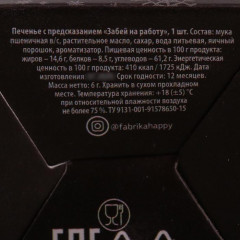 Печенье с предсказанием «Забей на работу», 1 шт. Состав: мука
пшеничная в/с, растительное масло, сахар, вода питьевая, яичный
порошок, ароматизатор. Пищевая ценность в 100 г продукта:
жиров – 14,6 г, белков – 8,5 г, углеводов – 61,2 г. Энергетическая
ценность в 100 г продукта: 410 ккал / 1725 кДж. Дата
изготовления Срок годности: 12 месяцев.
Масса нетто: 6 г. Хранить в сухом прохладном
месте. Температура хранения: +18 (±5) °С
при относительной влажности воздуха не
более 75 %. ТУ 9131-001-91578650-15
@fabrikahappy